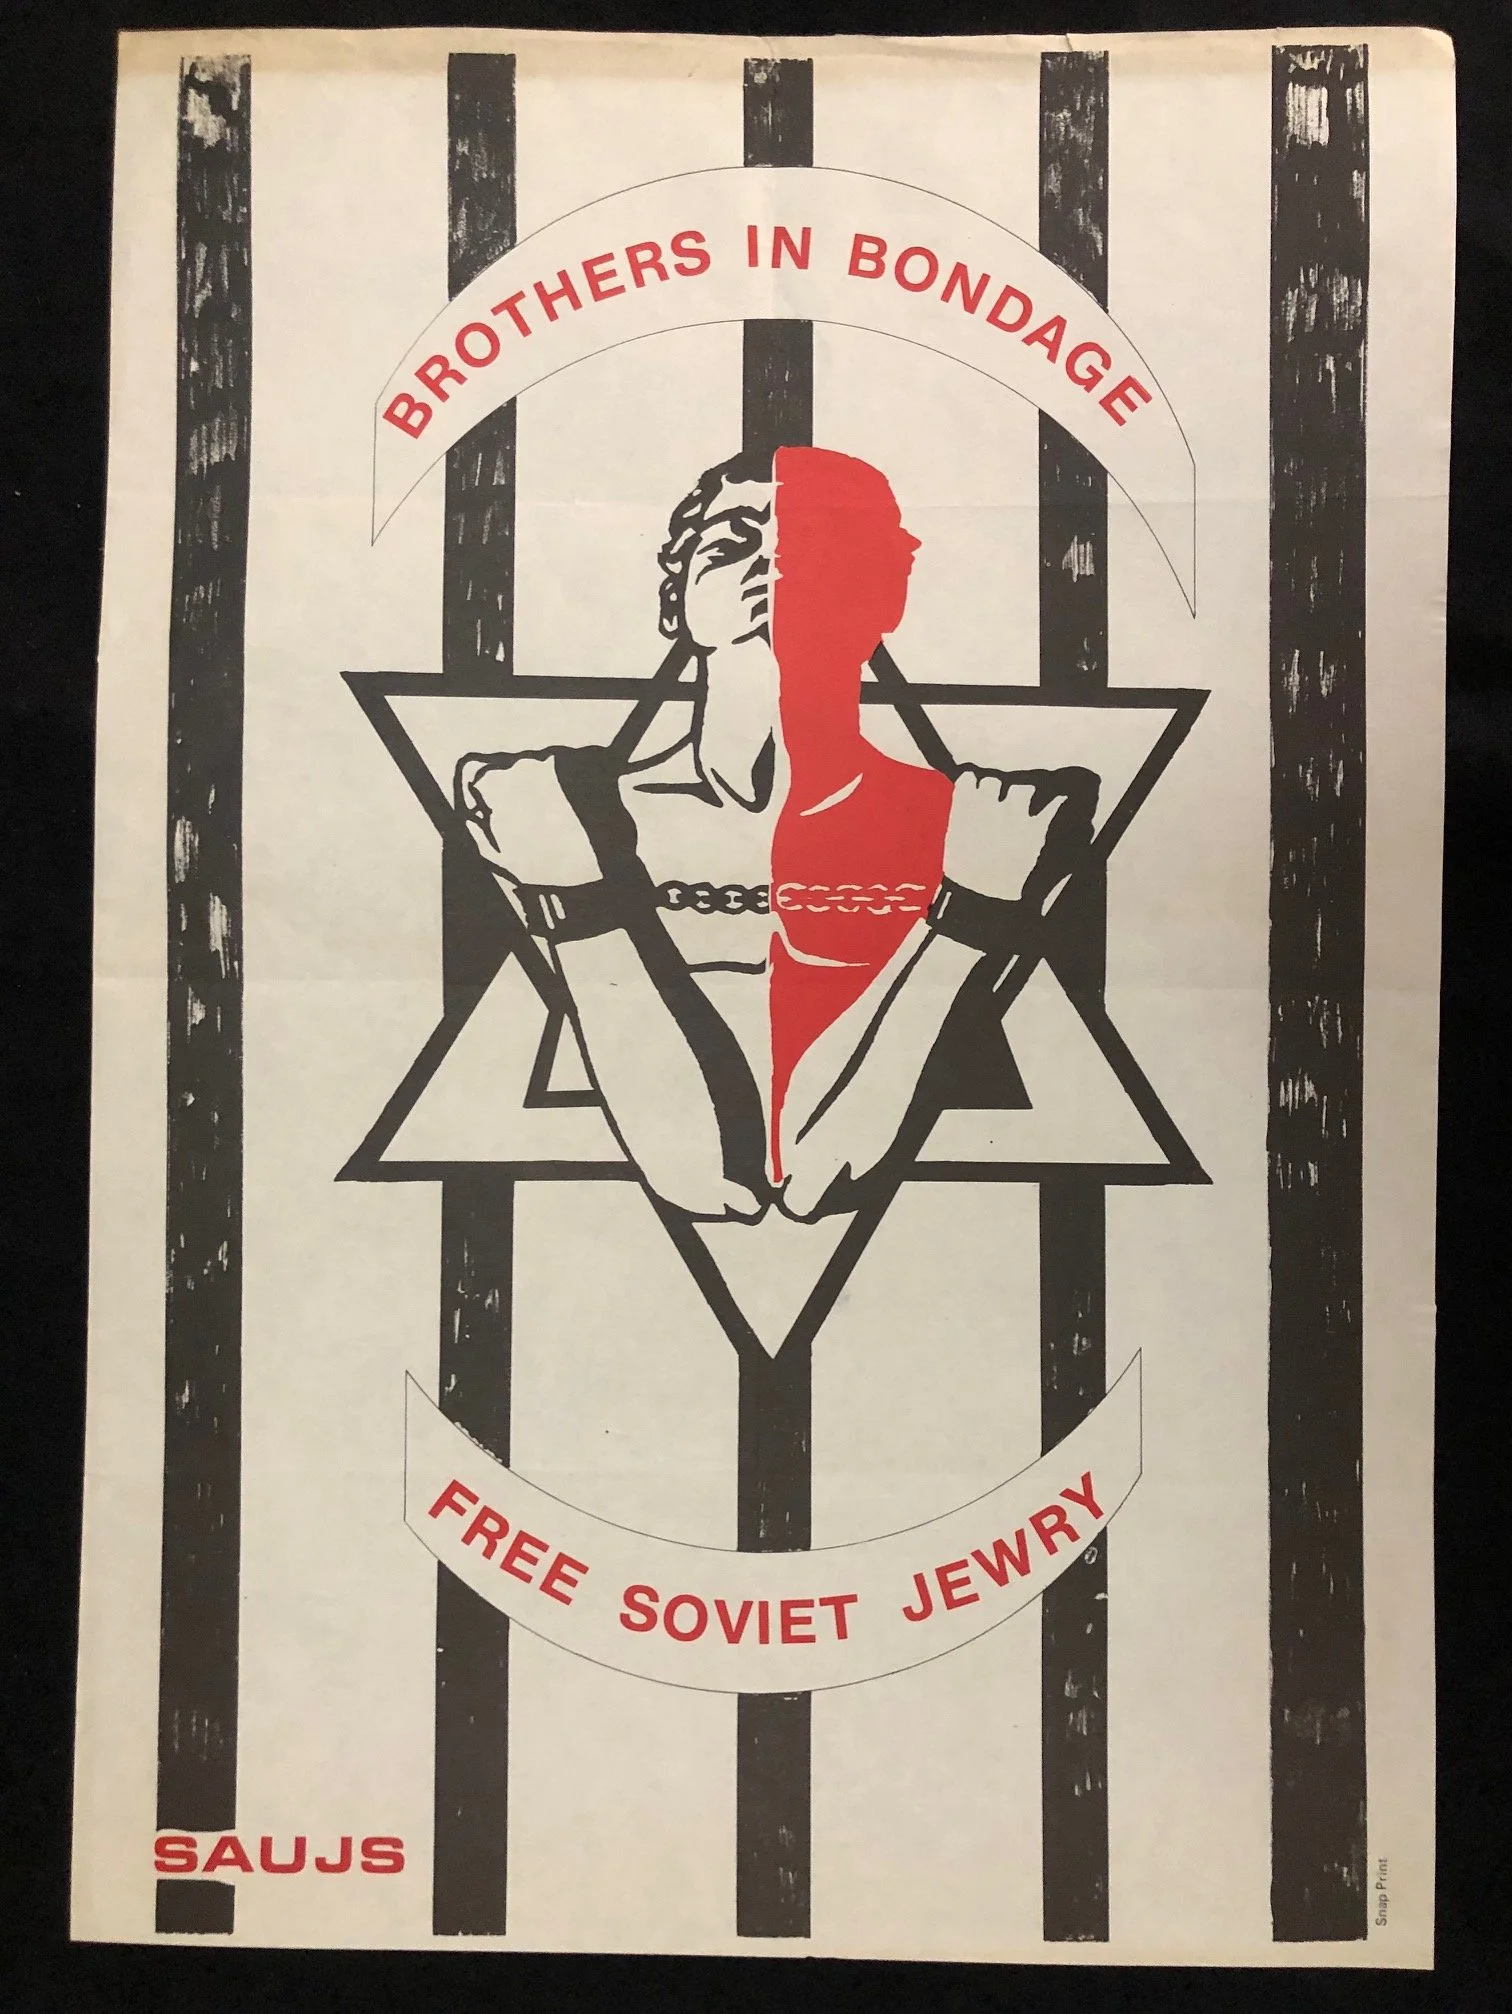 BROTHERS IN BONDAGE
FREE SOVIET JEWRY
SAUJS
Snap Print